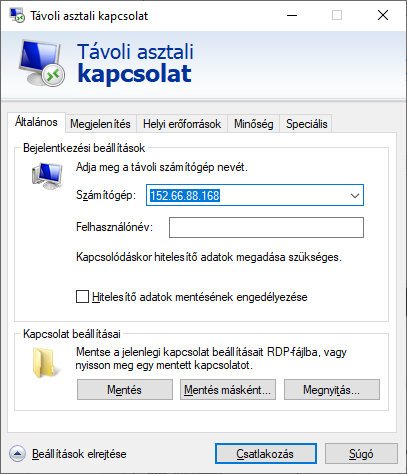 Távoli asztali kapcsolat
Távoli asztali
kapcsolat
Általános Megjelenítés Helyi erőforrások Minőség Speciális
Bejelentkezési beállítások
Adja meg a távoli számítógép nevét.
Számítógép: 152.66.88.168
Felhasználónév:
Kapcsolódáskor hitelesítő adatok megadása szükséges.
Hitelesítő adatok mentésének engedélyezése
Kapcsolat beállításai
Mentse a jelenlegi kapcsolat beállításait RDP-fájlba, vagy
nyisson meg egy mentett kapcsolatot.
Mentés Mentés másként... Megnyitás...
Beállítások elrejtése Csatlakozás Súgó